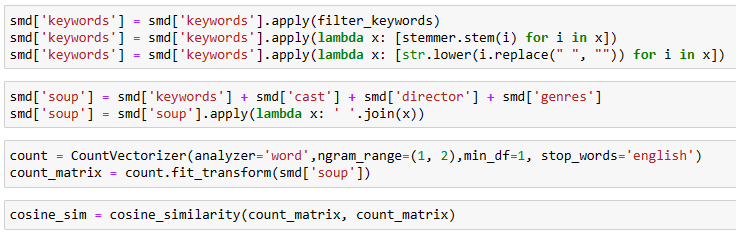 smd['keywords'] = smd['keywords'].apply(filter_keywords)
smd['keywords'] = smd['keywords'].apply(lambda x: [stemmer.stem(i) for i in x])
smd['keywords'] = smd['keywords'].apply(lambda x: [str.lower(i.replace(" ", "")) for i in x])
smd['soup'] = smd['keywords'] + smd['cast'] + smd['director'] + smd['genres']
smd['soup'] = smd['soup'].apply(lambda x: ' '.join(x))
count = CountVectorizer(analyzer='word',ngram_range=(1, 2),min_df=1, stop_words='english')
count_matrix = count.fit_transform(smd['soup'])
cosine_sim = cosine_similarity(count_matrix, count_matrix)